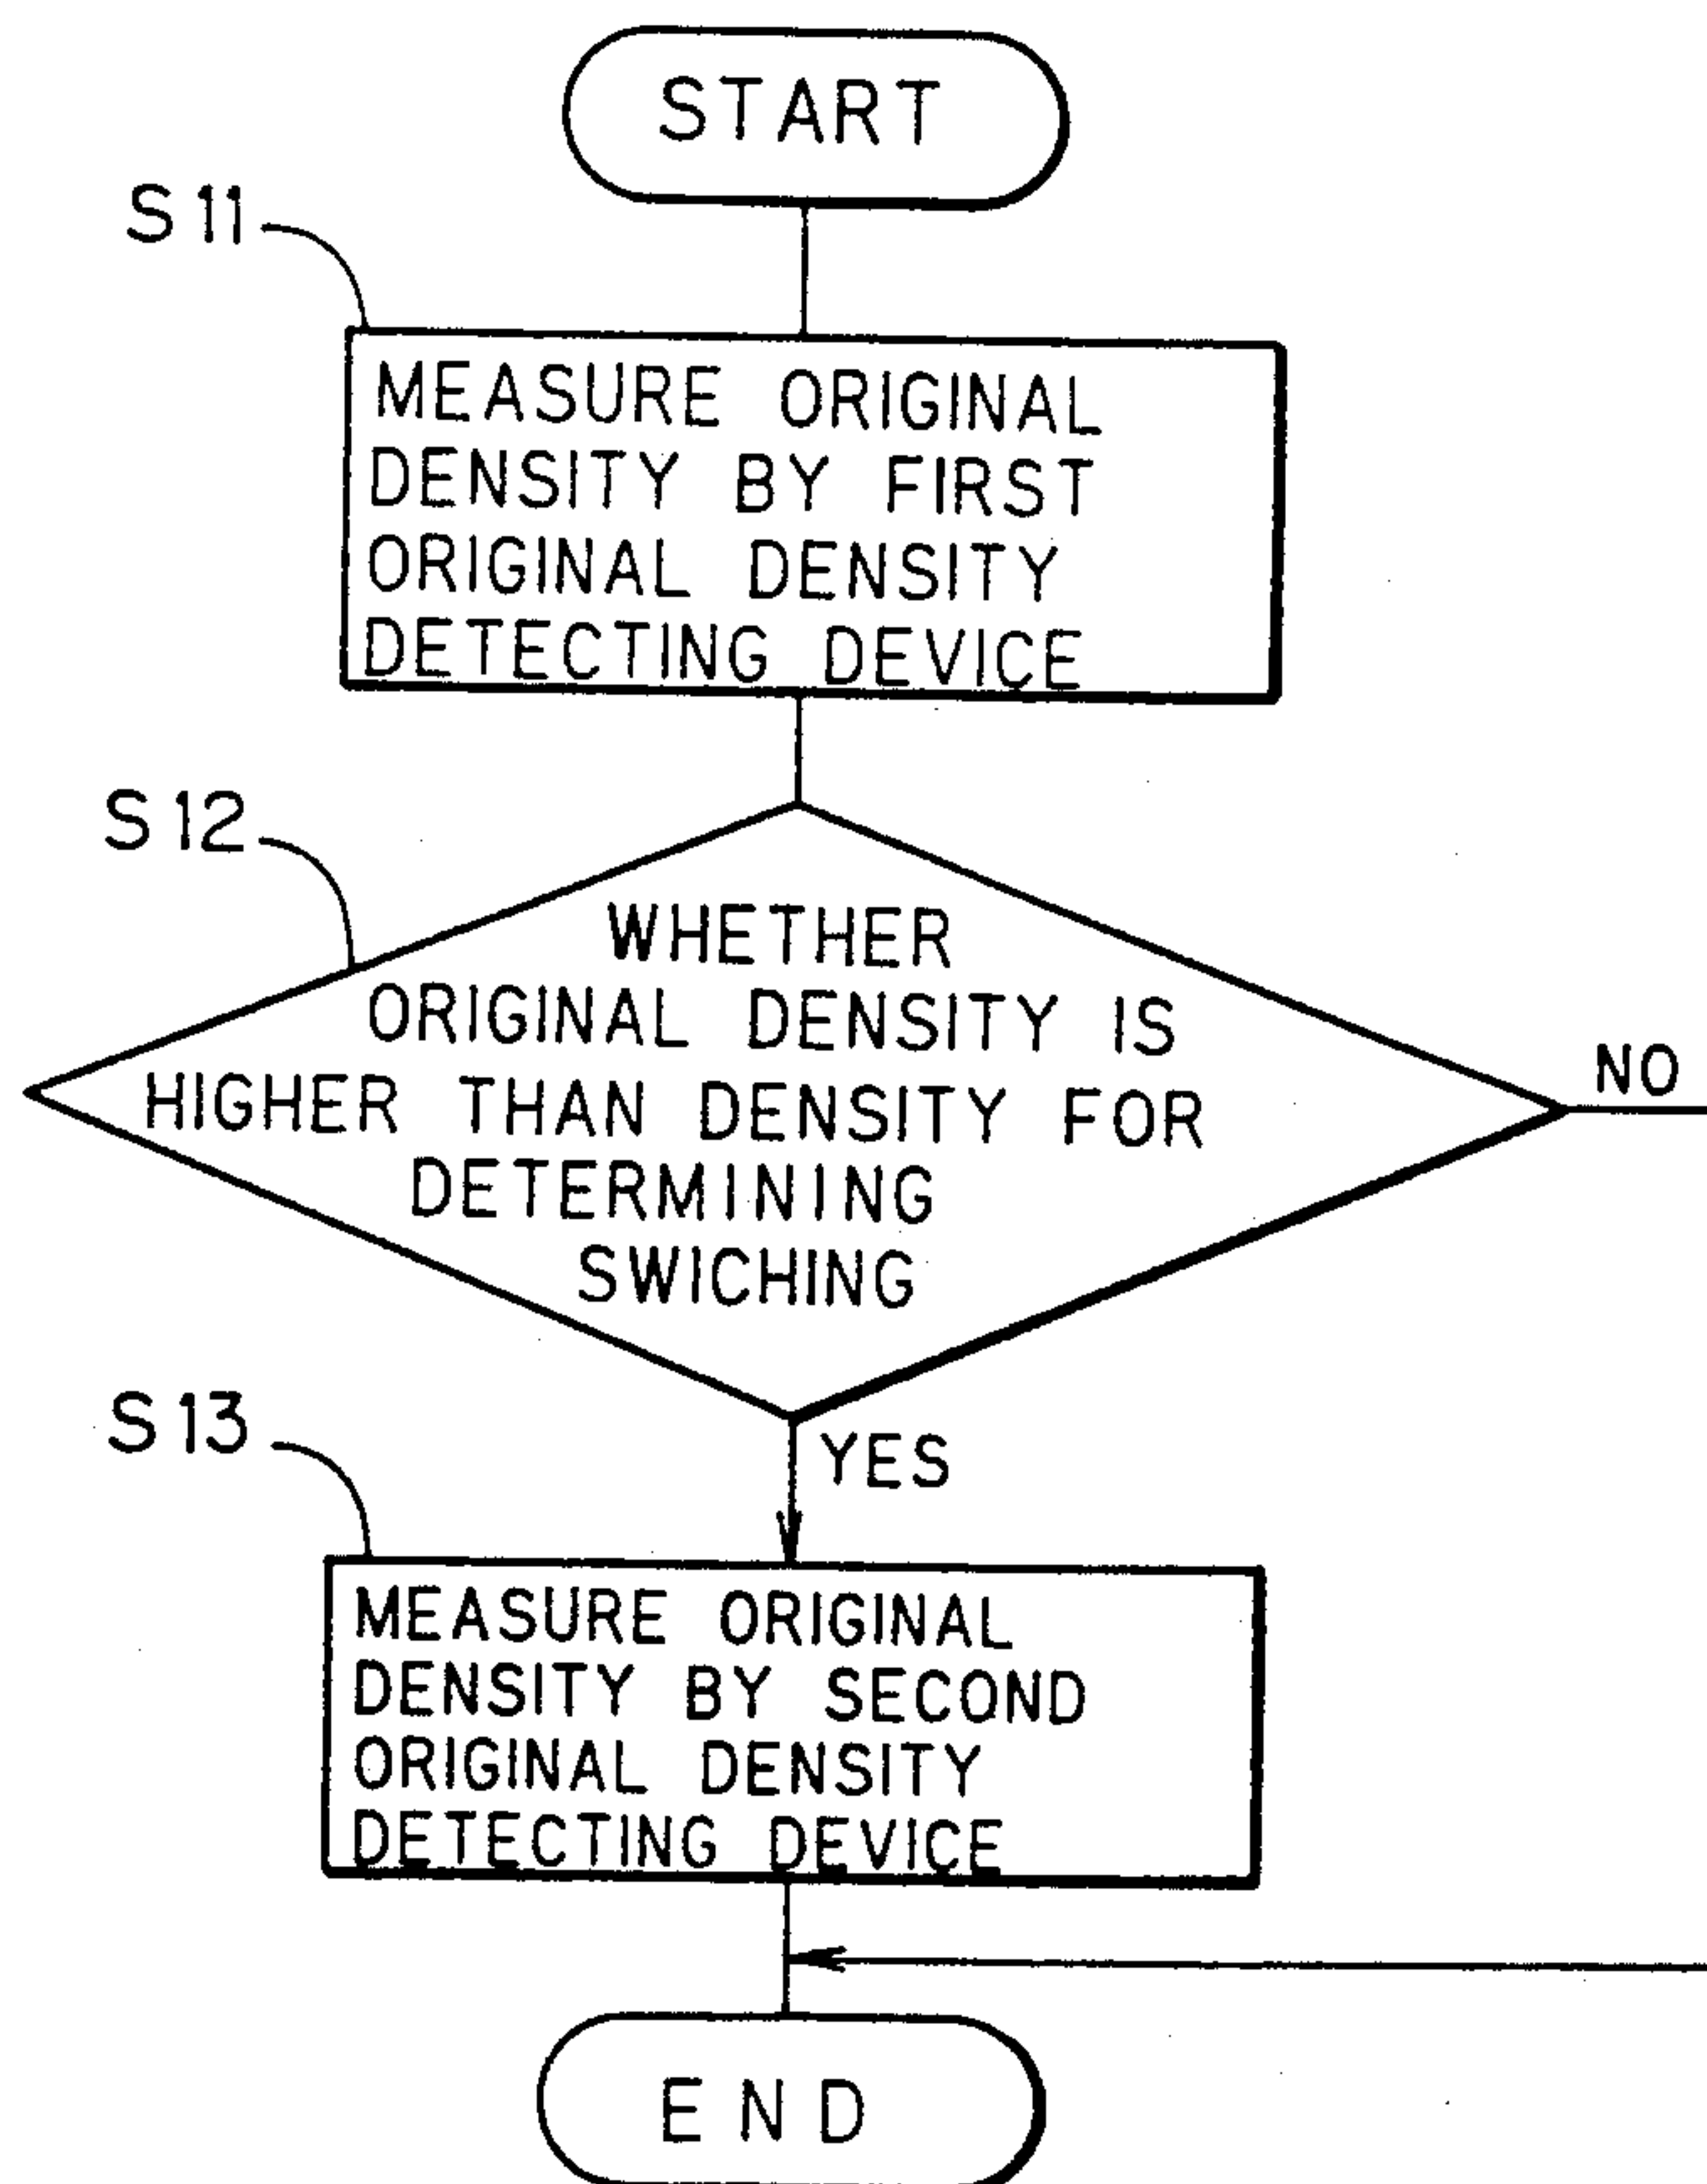 START
S11
MEASURE ORIGINAL
DENSITY BY FIRST
ORIGINAL DENSITY
DETECTING DEVICE
S12
WHETHER
ORIGINAL DENSITY IS
HIGHER THAN DENSITY FOR
DETERMINING
SWICHING
NO
YES
S13
MEASURE ORIGINAL
DENSITY BY SECOND
ORIGINAL DENSITY
DETECTING DEVICE
END